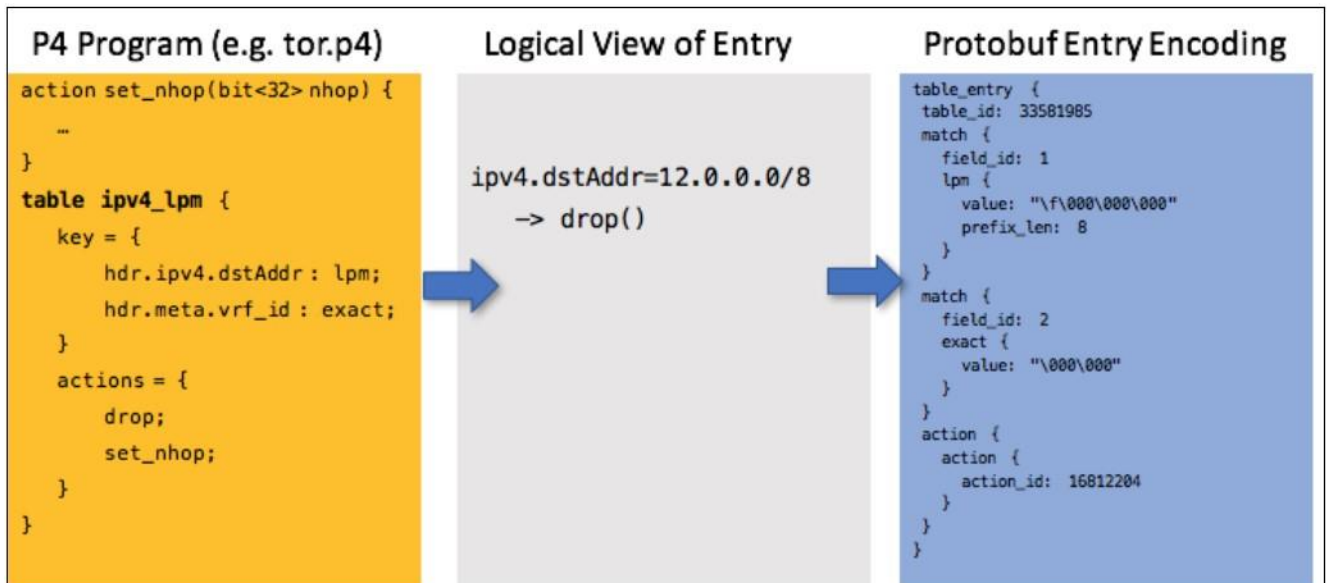 P4 Program (e.g. tor.p4)
action set_nhop(bit<32> nhop) {
…
}
table ipv4_lpm {
key = {
hdr.ipv4.dstAddr : lpm;
hdr.meta.vrf_id : exact;
}
actions = {
drop;
set_nhop;
}
}
Logical View of Entry
ipv4.dstAddr=12.0.0.0/8
–> drop()
Protobuf Entry Encoding
table_entry {
table_id: 33581985
match {
field_id: 1
lpm {
value: "\f\000\000\000"
prefix_len: 8
}
}
match {
field_id: 2
exact {
value: "\000\000"
}
}
action {
action {
action_id: 16812204
}
}
}